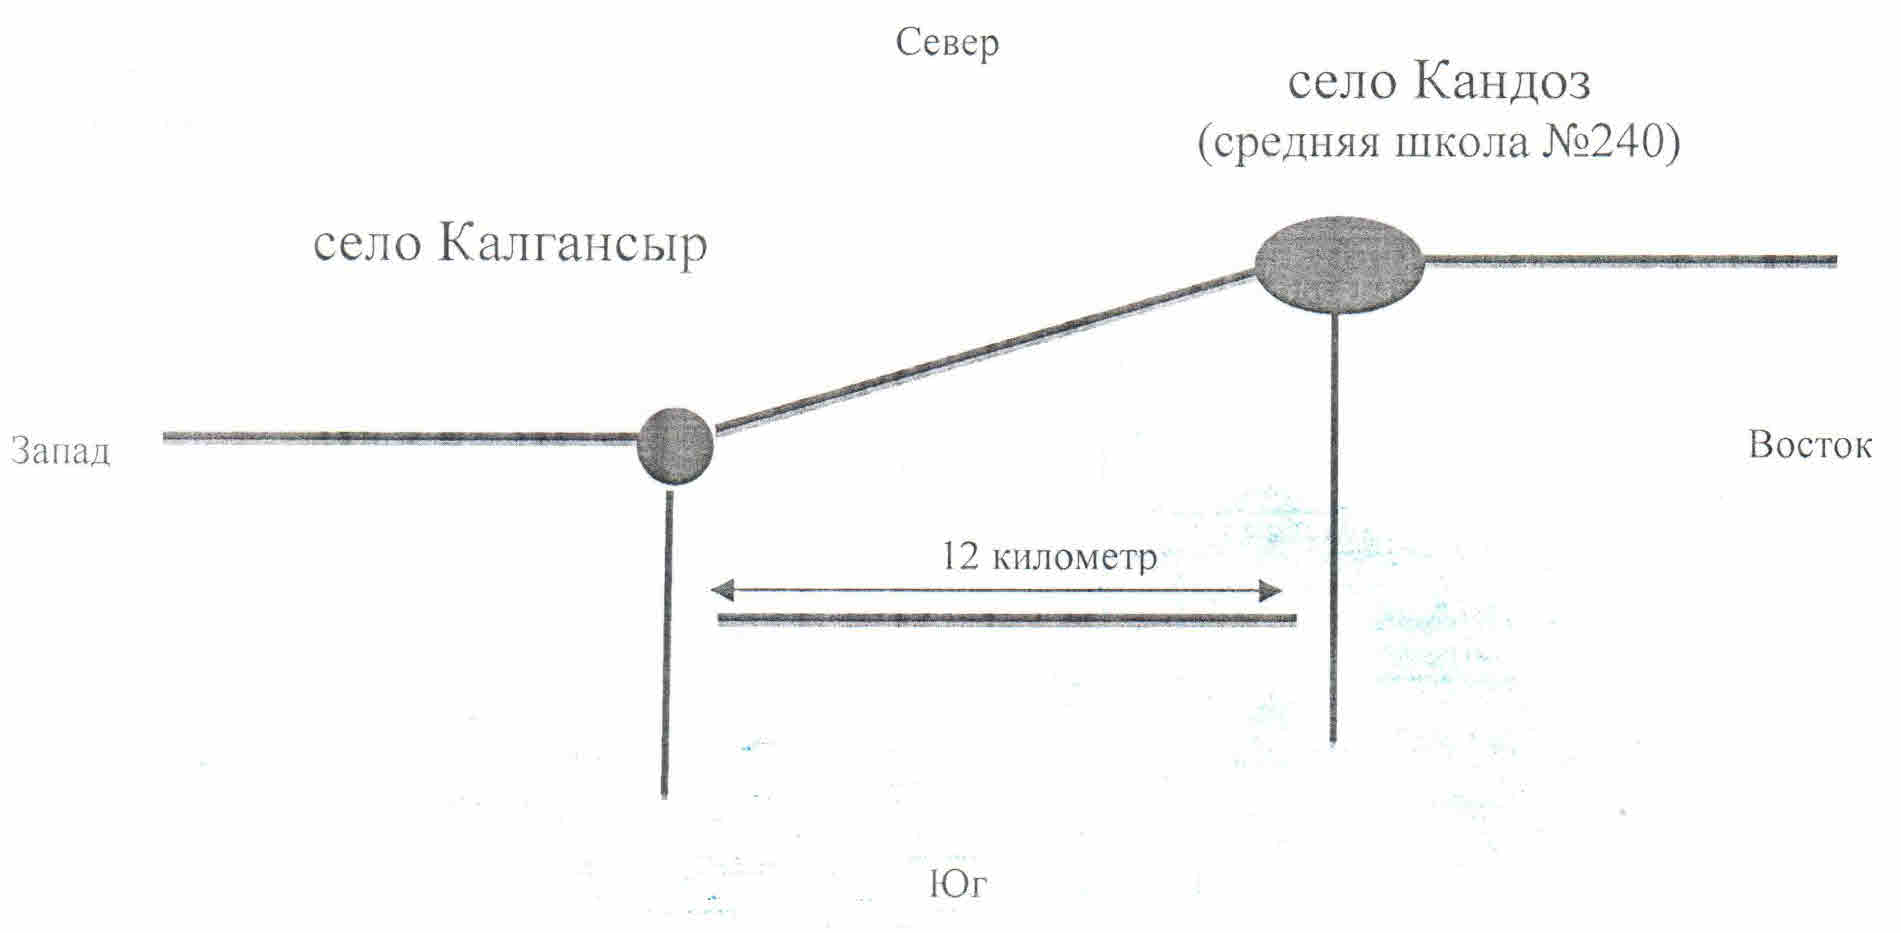 Север
село Кандоз
(средняя школа №240)
село Калгансыр
Запад
Восток
12 километр
Юг